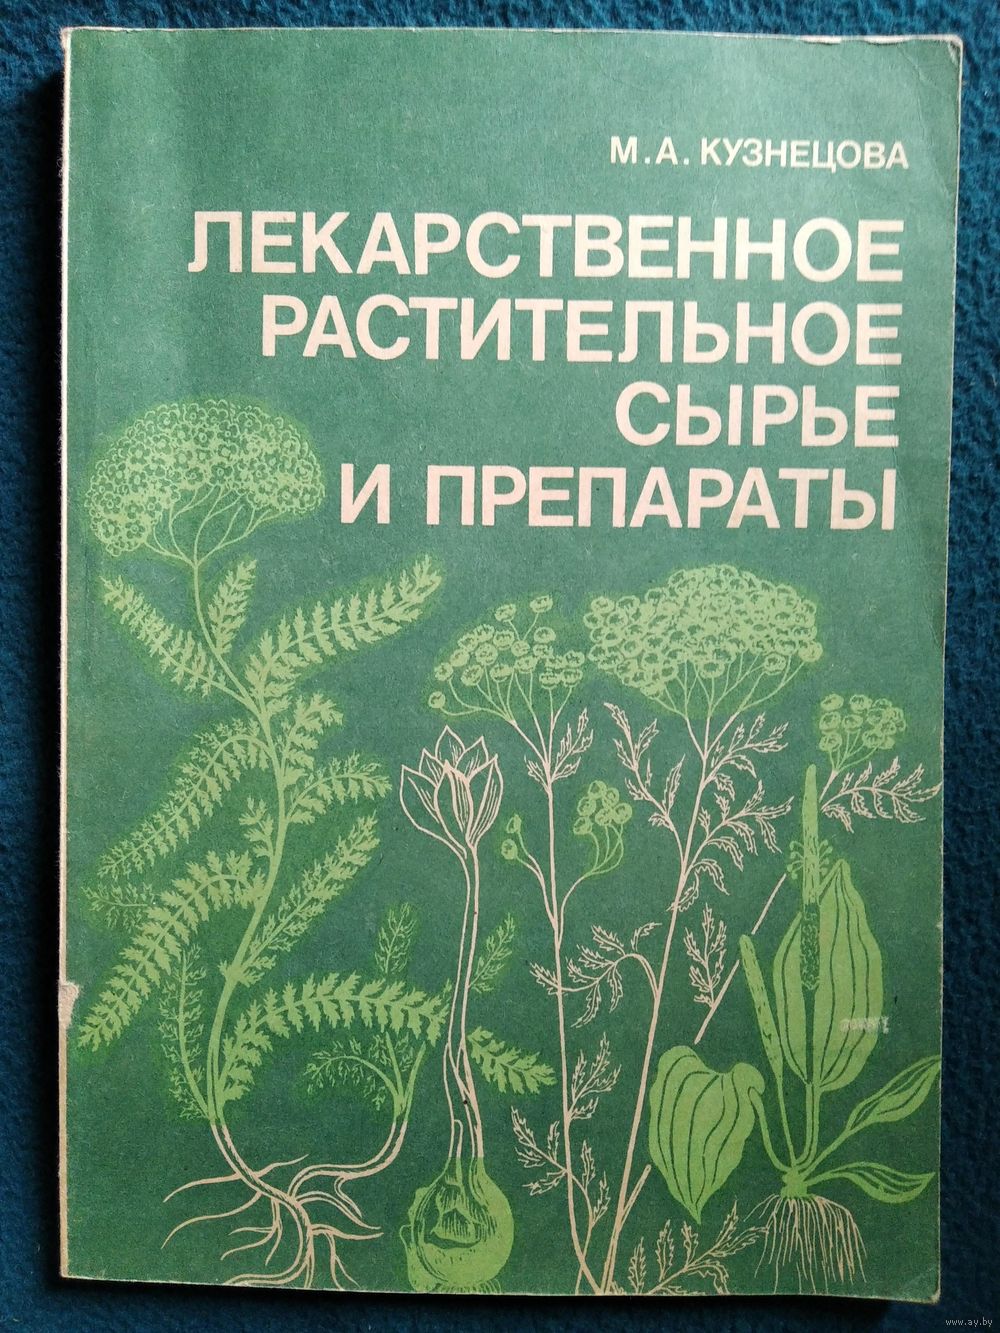 М.А. КУЗНЕЦОВА
ЛЕКАРСТВЕННОЕ
РАСТИТЕЛЬНОЕ
СЫРЬЕ
И ПРЕПАРАТЫ
www.ay.by